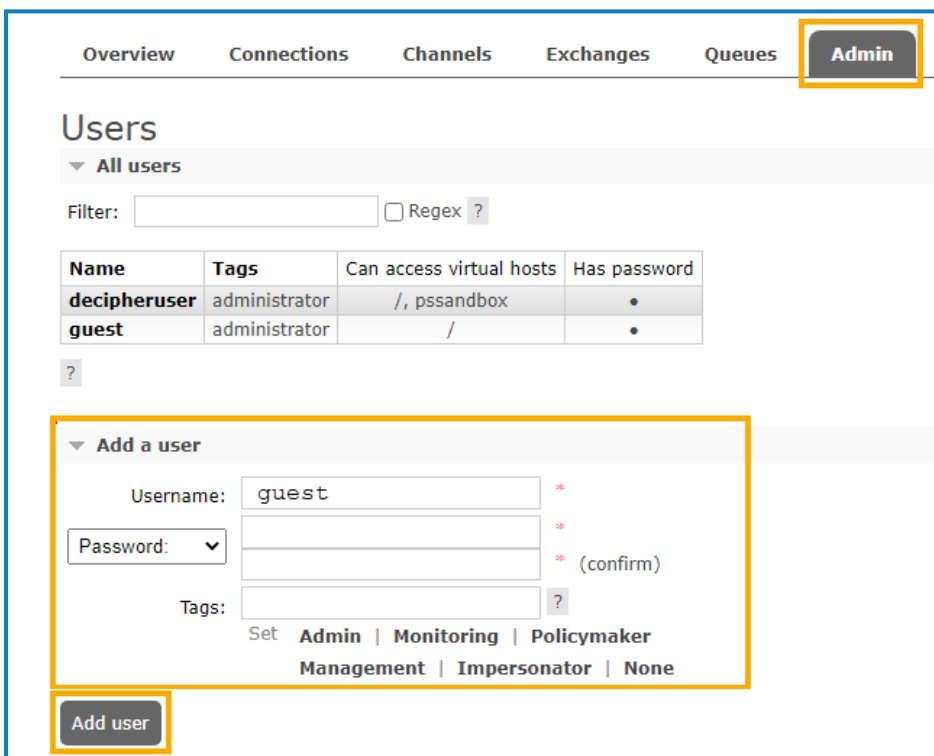 Overview Connections Channels Exchanges Queues Admin
Users
All users
Filter: Regex ?
Name Tags Can access virtual hosts Has password
decipheruser administrator /, pssandbox •
guest administrator / •
?
Add a user
Username: guest *
Password: *
* (confirm)
Tags: ?
Set Admin | Monitoring | Policymaker
Management | Impersonator | None
Add user